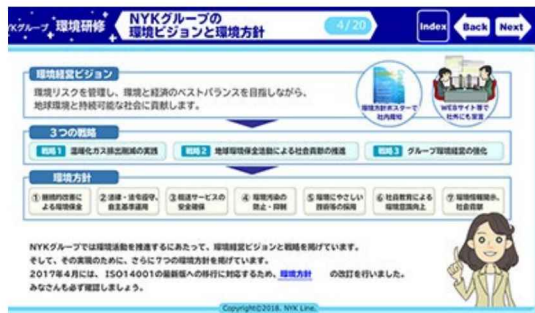 NYKグループ 環境研修
NYKグループの
環境ビジョンと環境方針
4/20
Index
Back
Next
環境経営ビジョン
環境リスクを管理し、環境と経済のベストバランスを目指しながら、
地球環境と持続可能な社会に貢献します。
環境方針ポスターで
社内周知
WEBサイト等で
社外にも宣言
3つの戦略
戦略1 温暖化ガス排出削減の実践
戦略2 地球環境保全活動による社会貢献の推進
戦略3 グループ環境経営の強化
環境方針
① 継続的改善に
よる環境保全
② 法律・法令遵守、
自主基準運用
③ 輸送サービスの
安全確保
④ 環境汚染の
防止・抑制
⑤ 環境にやさしい
技術等の採用
⑥ 社員教育による
環境意識向上
⑦ 環境情報開示、
社会貢献
NYKグループでは環境活動を推進するにあたって、環境経営ビジョンと戦略を掲げています。
そして、その実現のために、さらに7つの環境方針を掲げています。
2017年4月には、ISO14001の最新版への移行に対応するため、環境方針 の改訂を行いました。
みなさんも必ず確認しましょう。
Copyright©2018. NYK Line.